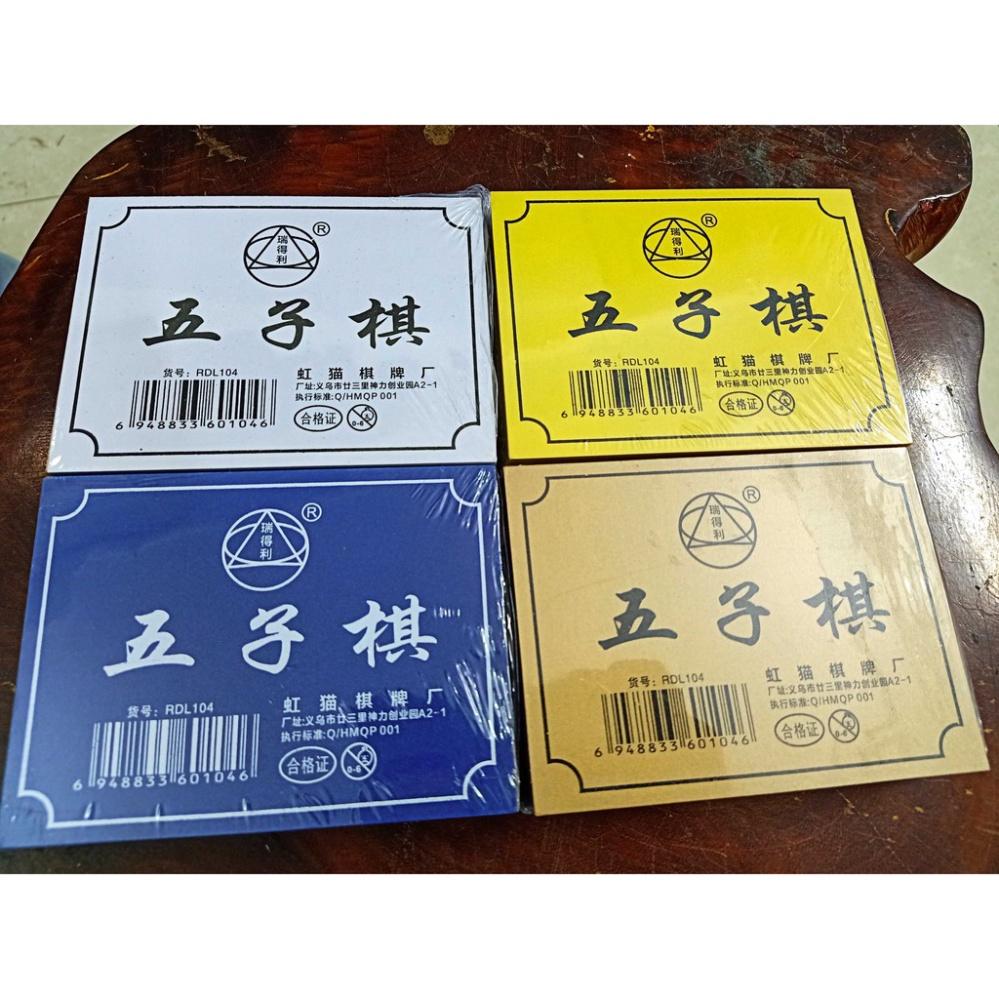 瑞得利
®
五子棋
货号：RDL104
虹猫棋牌厂
厂址:义乌市廿三里神力创业园A2-1
执行标准:Q/HMQP 001
6 948833 601046
合格证
0-6
瑞得利
®
五子棋
货号：RDL104
虹猫棋牌厂
厂址:义乌市廿三里神力创业园A2-1
执行标准:Q/HMQP 001
6 948833 601046
合格证
0-6
瑞得利
®
五子棋
货号：RDL104
虹猫棋牌厂
厂址:义乌市廿三里神力创业园A2-1
执行标准:Q/HMQP 001
6 948833 601046
合格证
0-6
瑞得利
®
五子棋
货号：RDL104
虹猫棋牌厂
厂址:义乌市廿三里神力创业园A2-1
执行标准:Q/HMQP 001
6 948833 601046
合格证
0-6